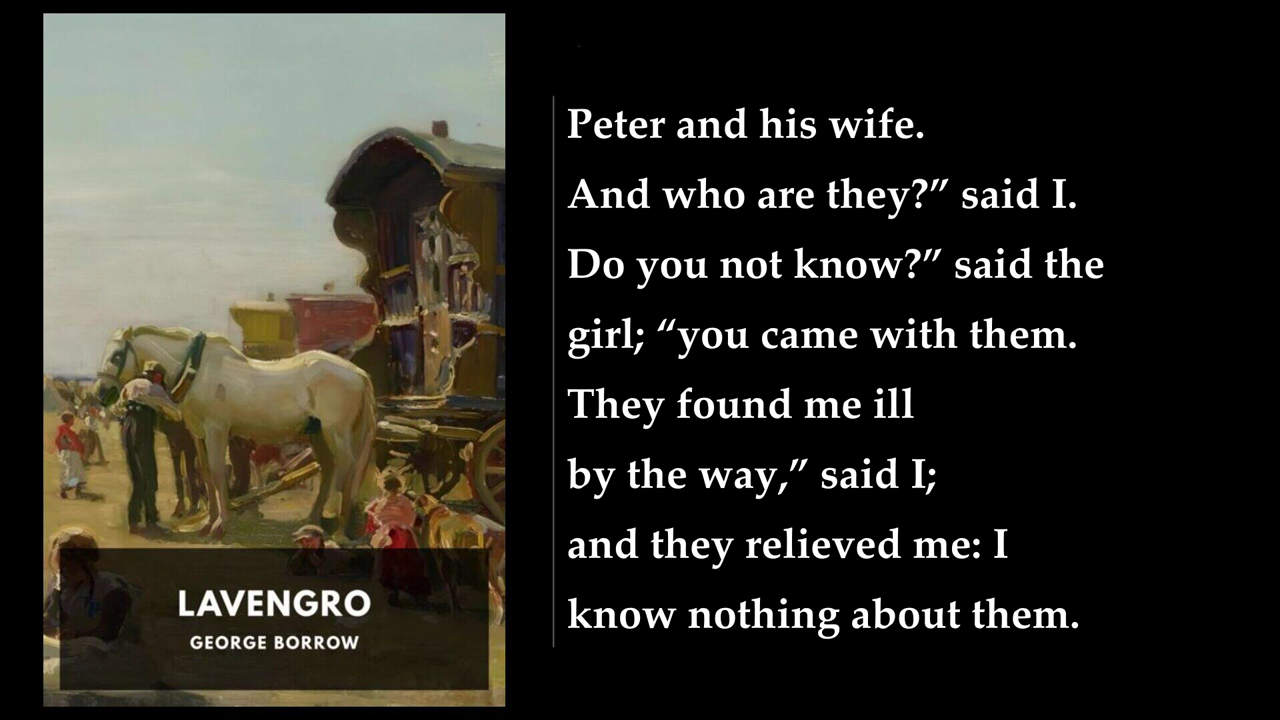 LAVENGRO
GEORGE BORROW
Peter and his wife.
And who are they?” said I.
Do you not know?” said the
girl; “you came with them.
They found me ill
by the way,” said I;
and they relieved me: I
know nothing about them.